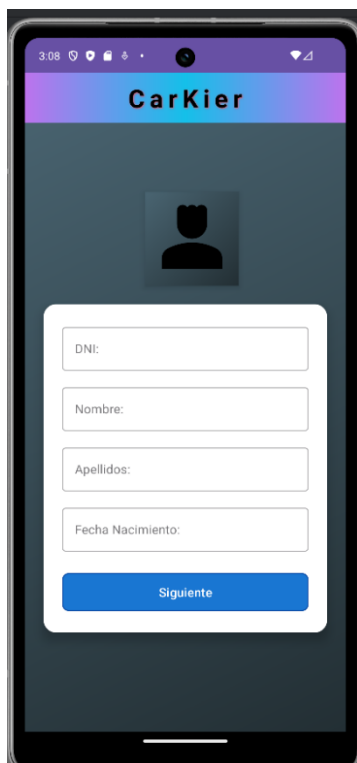 3:08
CarKier
DNI:
Nombre:
Apellidos:
Fecha Nacimiento:
Siguiente